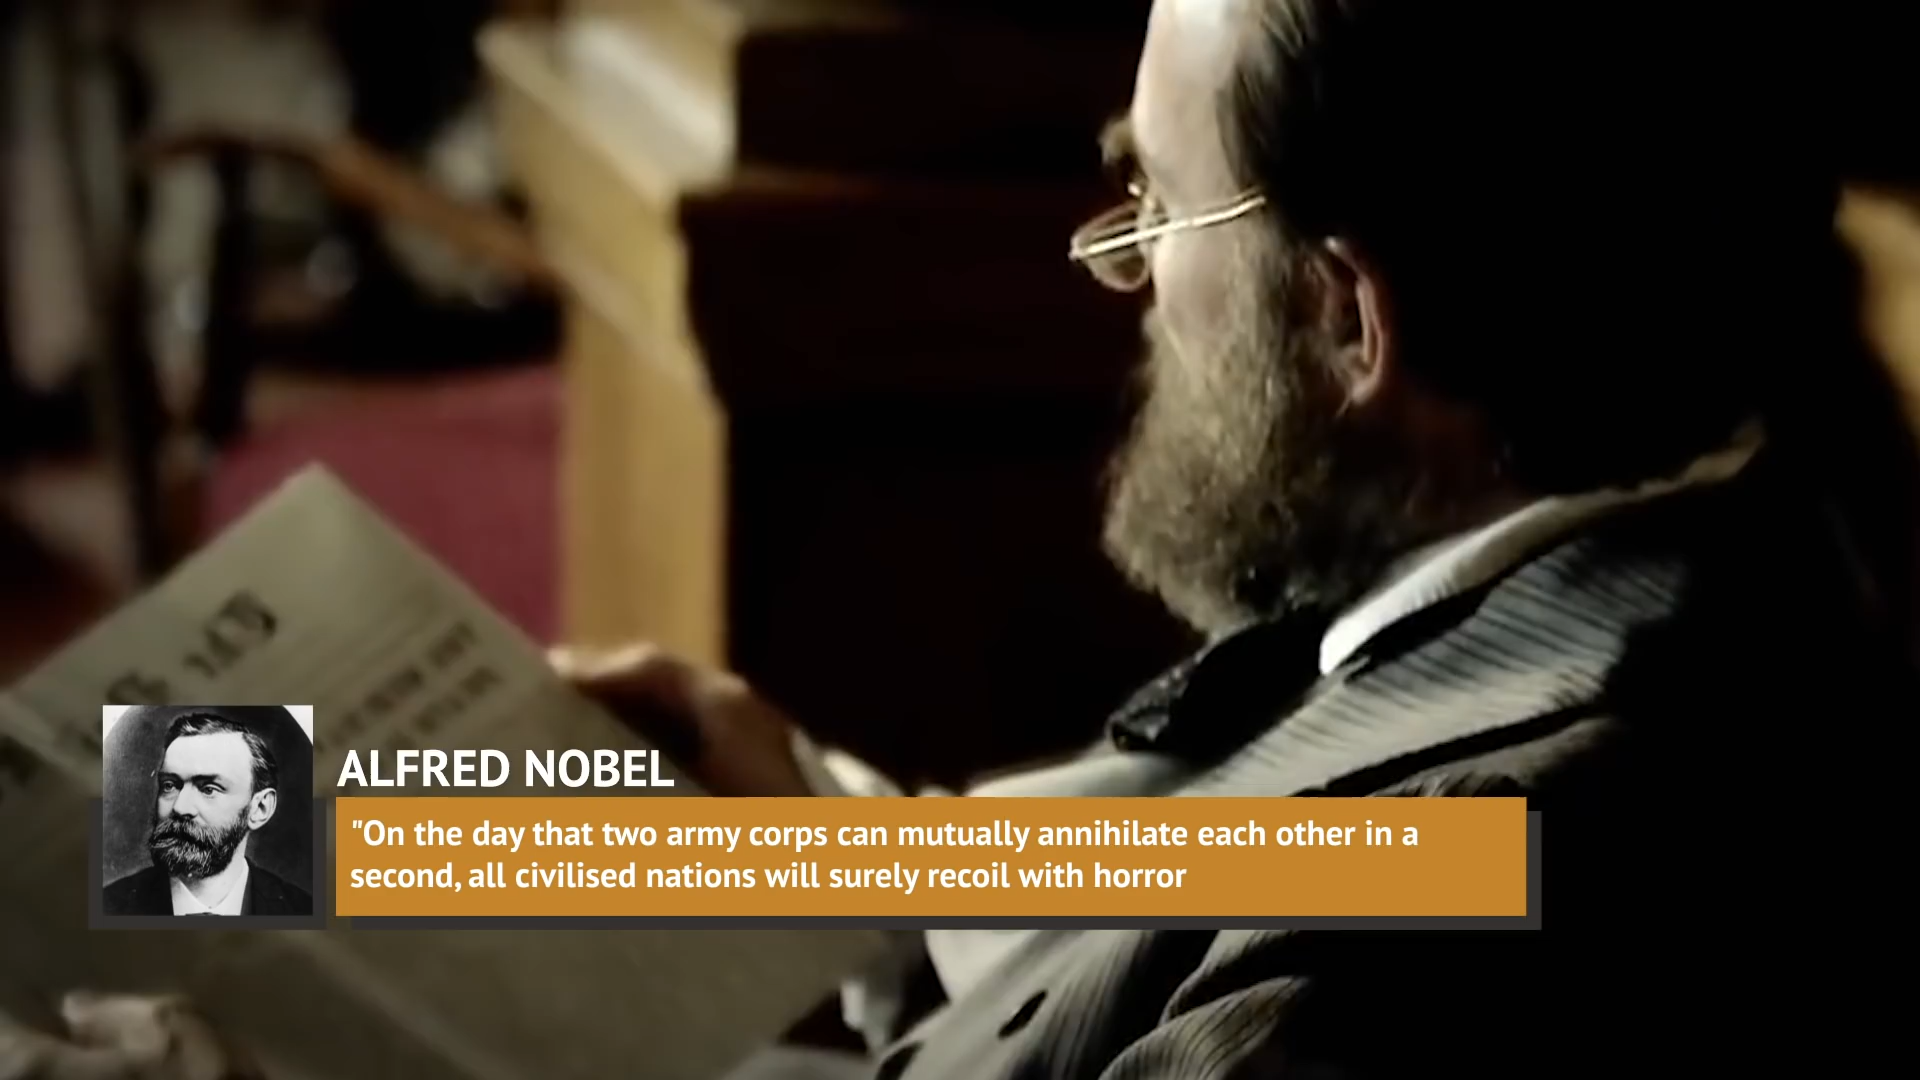 ALFRED NOBEL
"On the day that two army corps can mutually annihilate each other in a
second, all civilised nations will surely recoil with horror